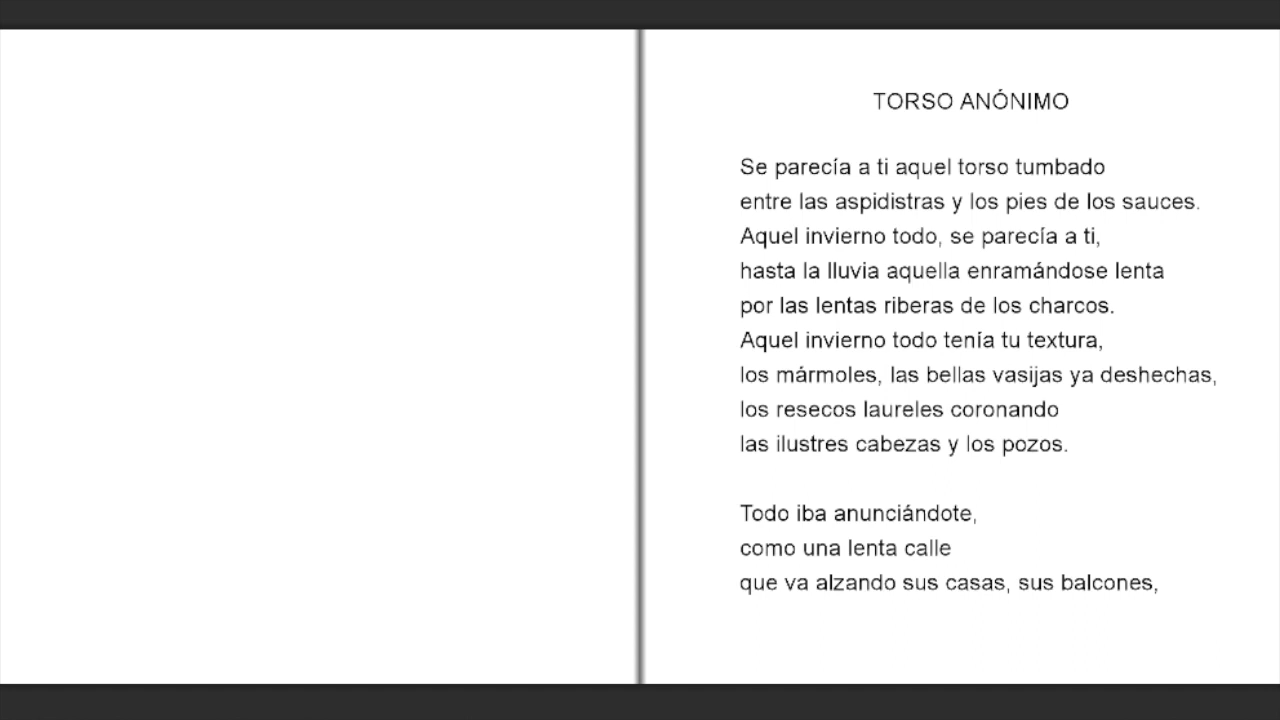 TORSO ANÓNIMO
Se parecía a ti aquel torso tumbado
entre las aspidistras y los pies de los sauces.
Aquel invierno todo, se parecía a ti,
hasta la lluvia aquella enramándose lenta
por las lentas riberas de los charcos.
Aquel invierno todo tenía tu textura,
los mármoles, las bellas vasijas ya deshechas,
los resecos laureles coronando
las ilustres cabezas y los pozos.
Todo iba anunciándote,
como una lenta calle
que va alzando sus casas, sus balcones,